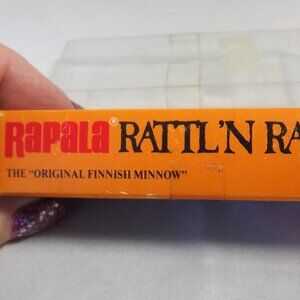 Rapala® RATTL'N RA
THE "ORIGINAL FINNISH MINNOW"